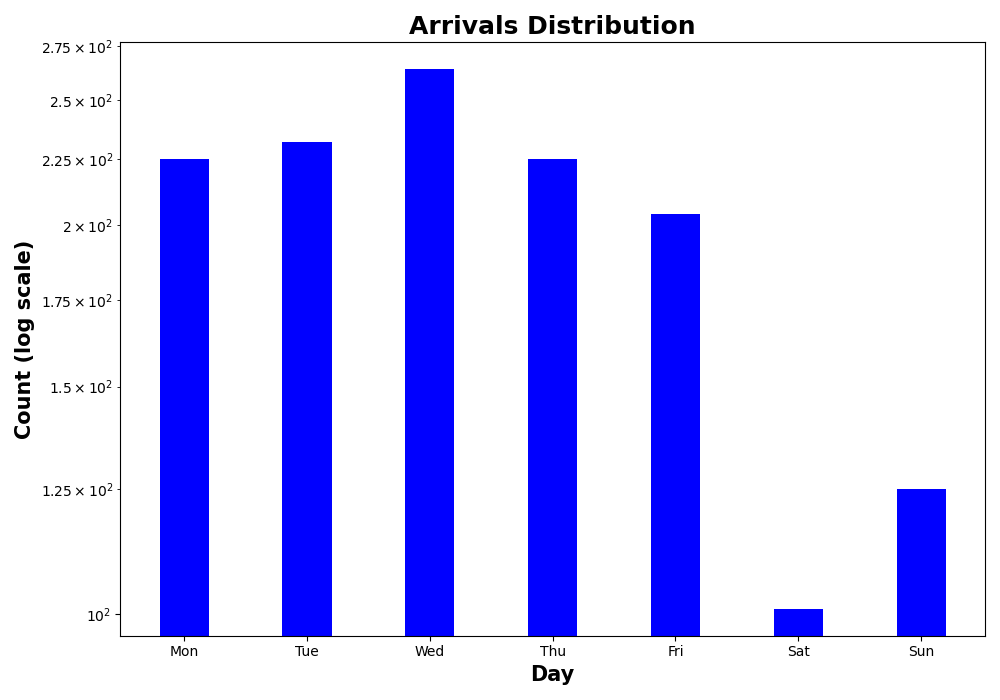 Arrivals Distribution
Count (log scale)
2.75 × 10²
2.5 × 10²
2.25 × 10²
2 × 10²
1.75 × 10²
1.5 × 10²
1.25 × 10²
10²
Mon Tue Wed Thu Fri Sat Sun
Day